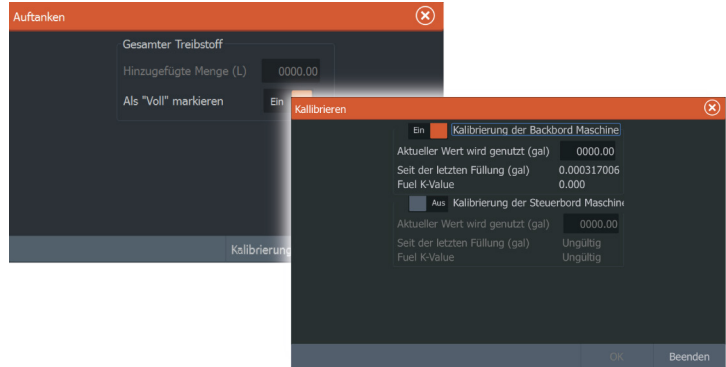 Auftanken
Gesamter Treibstoff
Hinzugefügte Menge (L) 0000.00
Als "Voll" markieren Ein
Kalibrierung
Kallibrieren
Ein Kalibrierung der Backbord Maschine
Aktueller Wert wird genutzt (gal) 0000.00
Seit der letzten Füllung (gal) 0.000317006
Fuel K-Value 0.000
Aus Kalibrierung der Steuerbord Maschine
Aktueller Wert wird genutzt (gal) 0000.00
Seit der letzten Füllung (gal) Ungültig
Fuel K-Value Ungültig
OK Beenden